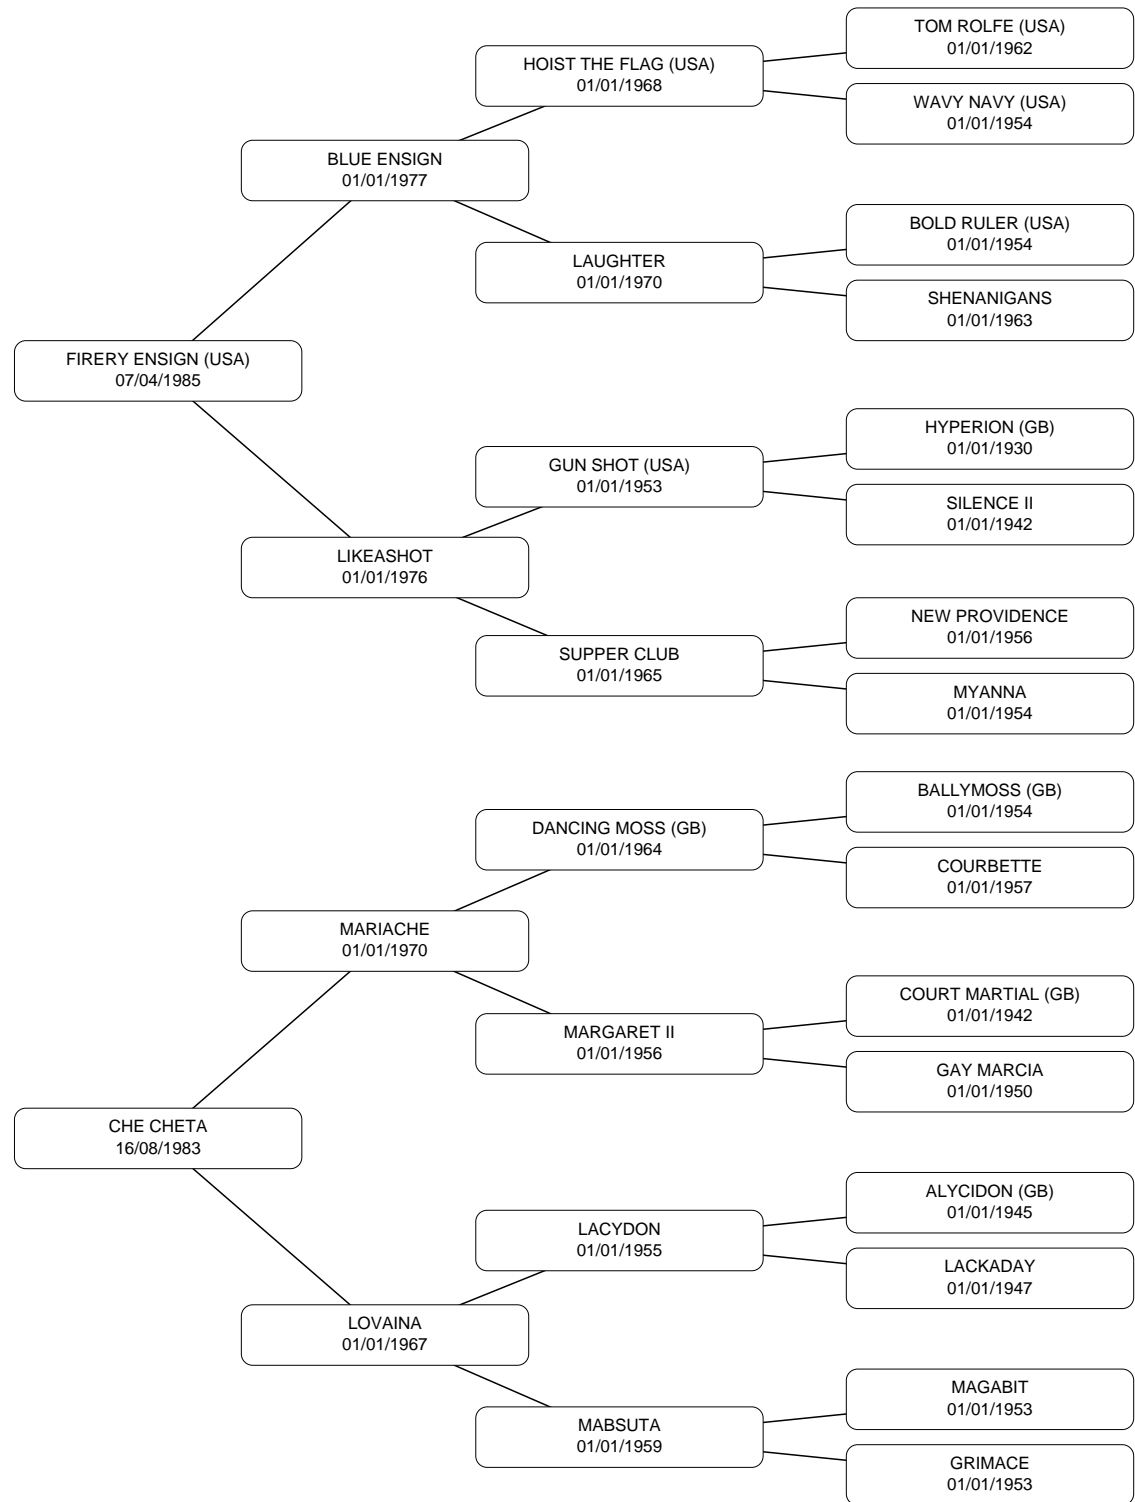 TOM ROLFE (USA)
01/01/1962
HOIST THE FLAG (USA)
01/01/1968
WAVY NAVY (USA)
01/01/1954
BLUE ENSIGN
01/01/1977
BOLD RULER (USA)
01/01/1954
LAUGHTER
01/01/1970
SHENANIGANS
01/01/1963
FIRERY ENSIGN (USA)
07/04/1985
HYPERION (GB)
01/01/1930
GUN SHOT (USA)
01/01/1953
SILENCE II
01/01/1942
LIKEASHOT
01/01/1976
NEW PROVIDENCE
01/01/1956
SUPPER CLUB
01/01/1965
MYANNA
01/01/1954
BALLYMOSS (GB)
01/01/1954
DANCING MOSS (GB)
01/01/1964
COURBETTE
01/01/1957
MARIACHE
01/01/1970
COURT MARTIAL (GB)
01/01/1942
MARGARET II
01/01/1956
GAY MARCIA
01/01/1950
CHE CHETA
16/08/1983
ALYCIDON (GB)
01/01/1945
LACYDON
01/01/1955
LACKADAY
01/01/1947
LOVAINA
01/01/1967
MAGABIT
01/01/1953
MABSUTA
01/01/1959
GRIMACE
01/01/1953